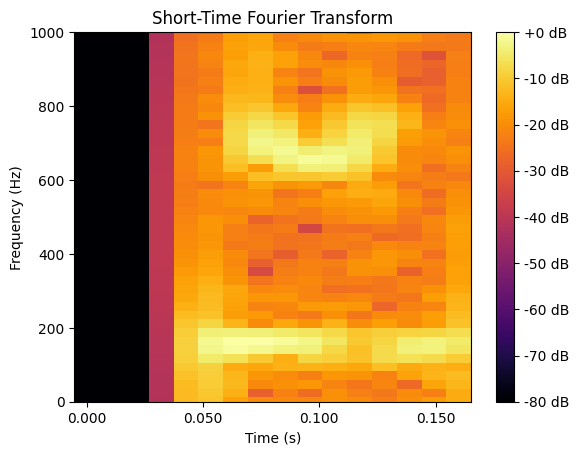 Short-Time Fourier Transform
1000
800
600
400
200
0
Frequency (Hz)
0.000
0.050
0.100
0.150
Time (s)
+0 dB
-10 dB
-20 dB
-30 dB
-40 dB
-50 dB
-60 dB
-70 dB
-80 dB